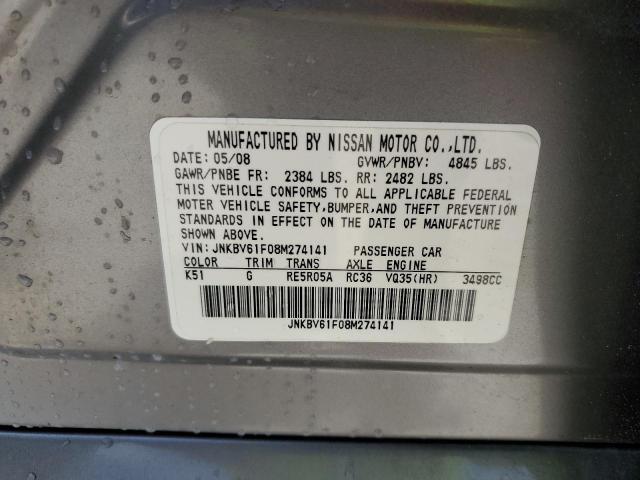 MANUFACTURED BY NISSAN MOTOR CO.,LTD.
DATE: 05/08 GVWR/PNBV: 4845 LBS.
GAWR/PNBE FR: 2384 LBS. RR: 2482 LBS.
THIS VEHICLE CONFORMS TO ALL APPLICABLE FEDERAL
MOTER VEHICLE SAFETY,BUMPER,AND THEFT PREVENTION
STANDARDS IN EFFECT ON THE DATE OF MANUFACTURE
SHOWN ABOVE.
VIN: JNKBV61F08M274141 PASSENGER CAR
COLOR TRIM TRANS AXLE ENGINE
K51 G RE5R05A RC36 VQ35(HR) 3498CC
JNKBV61F08M274141